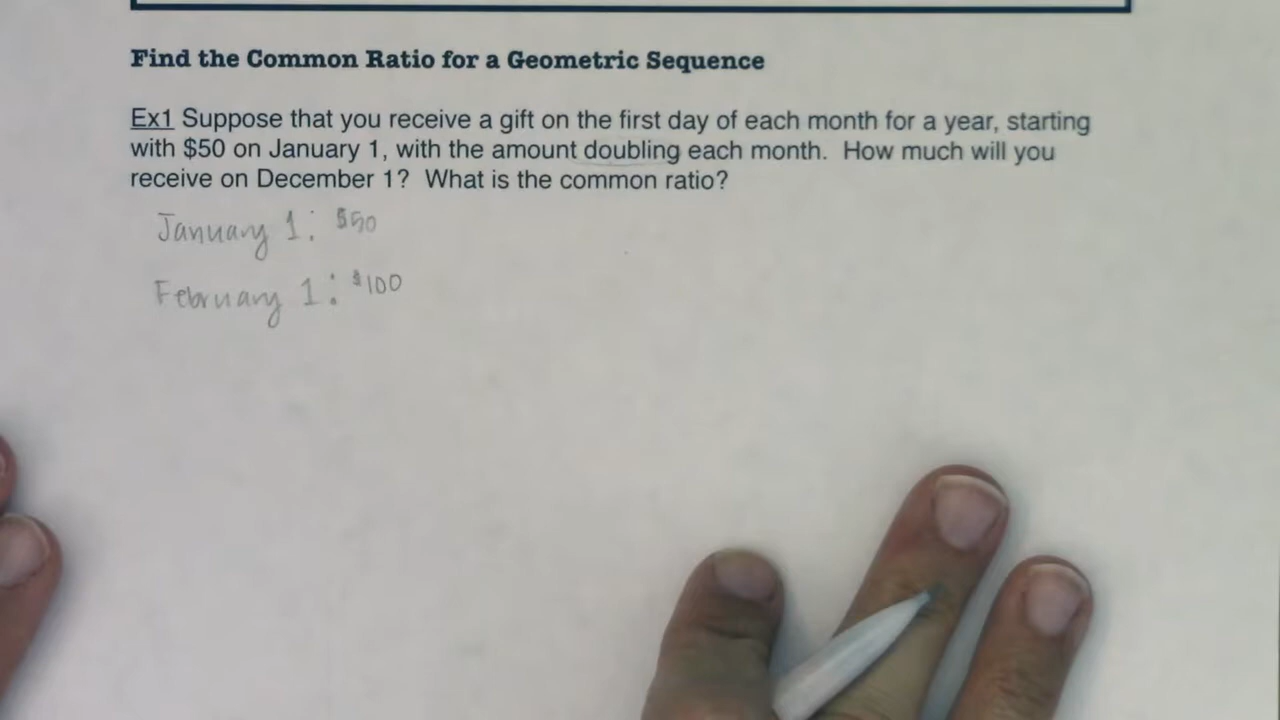 Find the Common Ratio for a Geometric Sequence
Ex1 Suppose that you receive a gift on the first day of each month for a year, starting
with $50 on January 1, with the amount doubling each month.  How much will you
receive on December 1?  What is the common ratio?
January 1: $50
February 1: $100